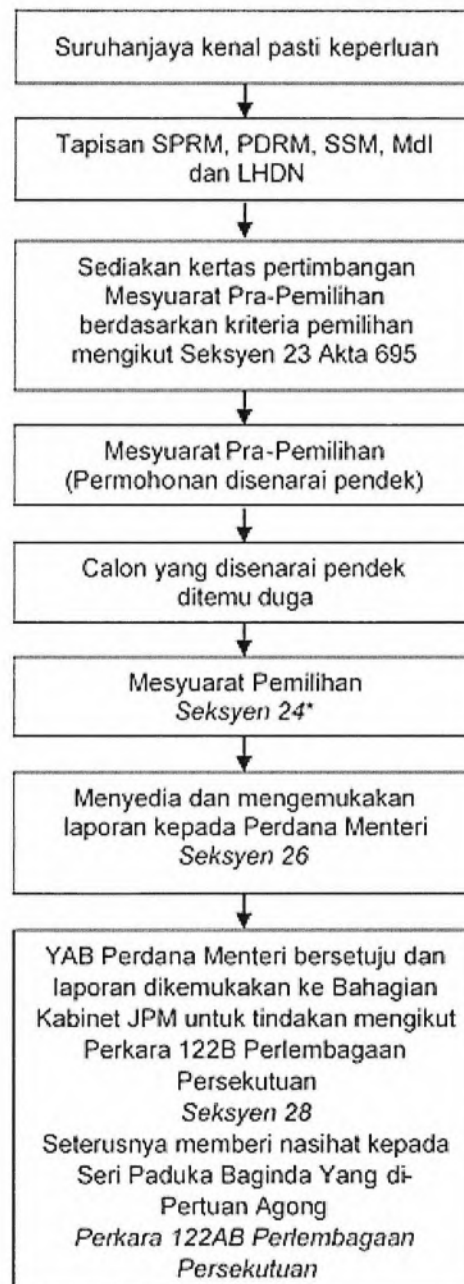 Suruhanjaya kenal pasti keperluan
Tapisan SPRM, PDRM, SSM, MdI
dan LHDN
Sediakan kertas pertimbangan
Mesyuarat Pra-Pemilihan
berdasarkan kriteria pemilihan
mengikut Seksyen 23 Akta 695
Mesyuarat Pra-Pemilihan
(Permohonan disenarai pendek)
Calon yang disenarai pendek
ditemu duga
Mesyuarat Pemilihan
Seksyen 24*
Menyedia dan mengemukakan
laporan kepada Perdana Menteri
Seksyen 26
YAB Perdana Menteri bersetuju dan
laporan dikemukakan ke Bahagian
Kabinet JPM untuk tindakan mengikut
Perkara 122B Perlembagaan
Persekutuan
Seksyen 28
Seterusnya memberi nasihat kepada
Seri Paduka Baginda Yang di-
Pertuan Agong
Perkara 122AB Perlembagaan
Persekutuan